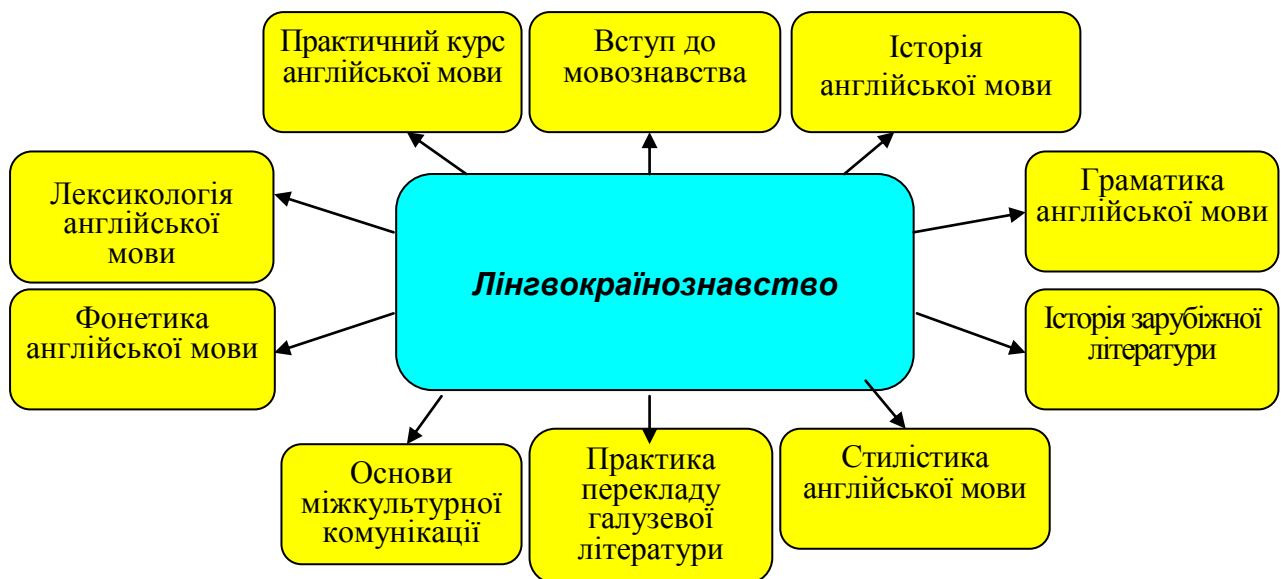 Практичний курс
англійської мови
Вступ до
мовознавства
Історія
англійської мови
Лексикологія
англійської
мови
Граматика
англійської мови
Лінгвокраїнознавство
Фонетика
англійської мови
Історія зарубіжної
літератури
Основи
міжкультурної
комунікації
Практика
перекладу
галузевої
літератури
Стилістика
англійської мови